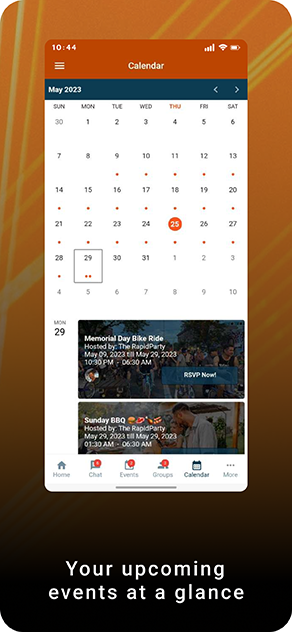 10:44
Calendar
May 2023
SUN MON TUE WED THU FRI SAT
30 1 2 3 4 5 6
7 8 9 10 11 12 13
14 15 16 17 18 19 20
21 22 23 24 25 26 27
28 29 30 31 1 2 3
4 5 6 7 8 9 10
MON
29
Memorial Day Bike Ride
Hosted by: The RapidParty
May 09, 2023 till May 29, 2023
10:30 PM - 06:30 AM
RSVP Now!
Sunday BBQ 🍔🌭🍻
Hosted by: The RapidParty
May 29, 2023 till May 29, 2023
01:30 AM - 06:30 AM
Home Chat Events Groups Calendar More
Your upcoming
events at a glance